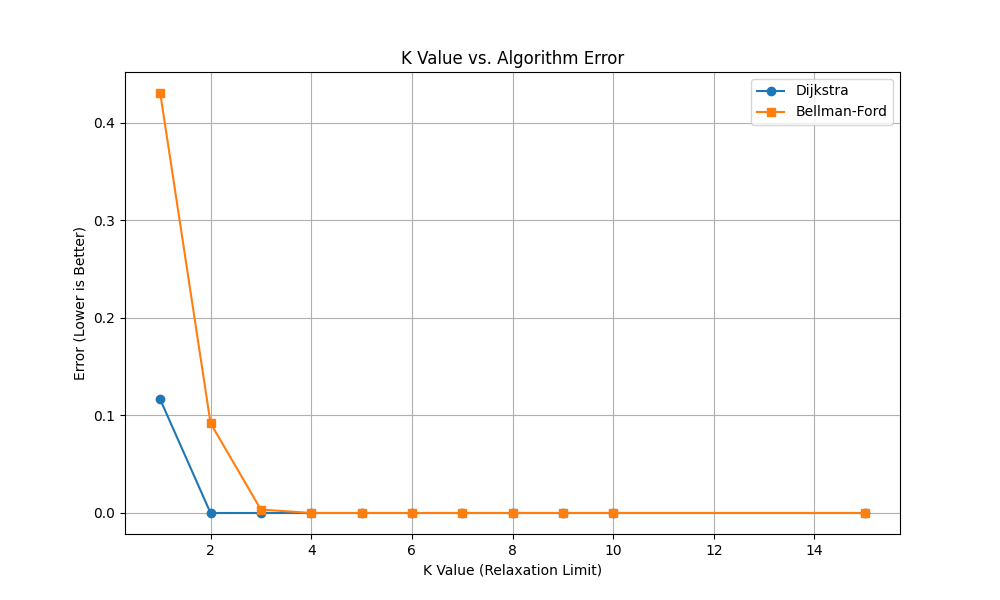 K Value vs. Algorithm Error
Dijkstra
Bellman-Ford
Error (Lower is Better)
0.4
0.3
0.2
0.1
0.0
2 4 6 8 10 12 14
K Value (Relaxation Limit)